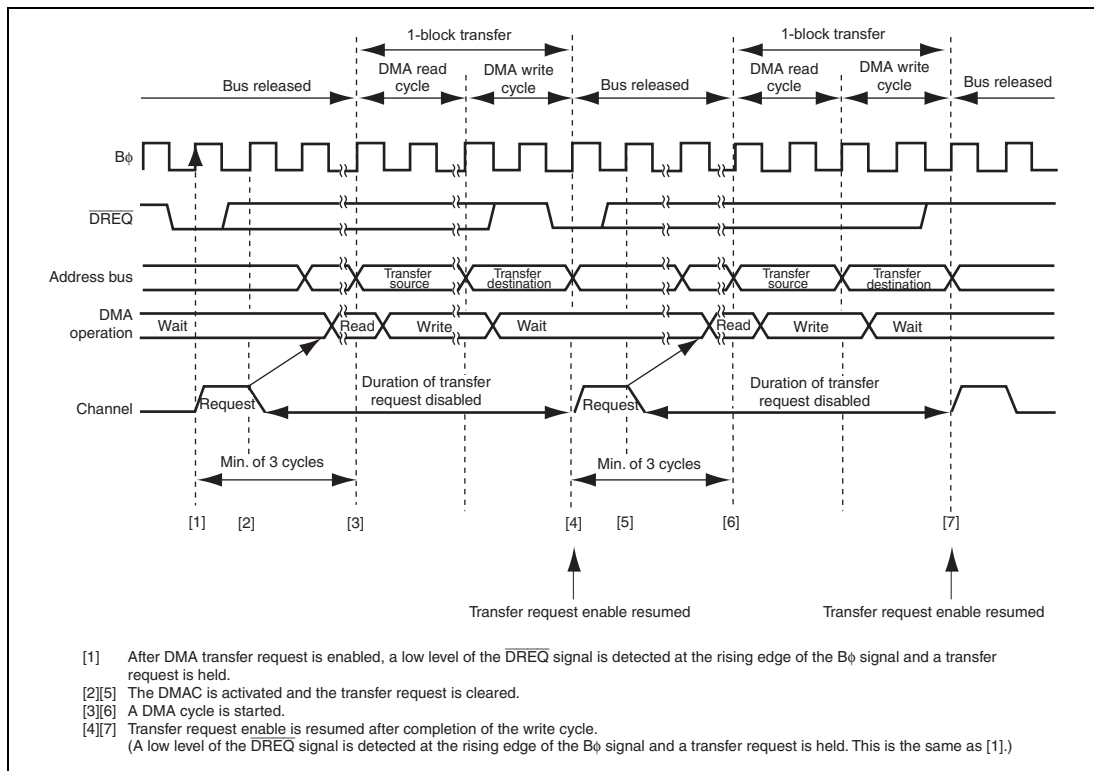 1-block transfer 1-block transfer
Bus released DMA read cycle DMA write cycle Bus released DMA read cycle DMA write cycle Bus released
Bφ
DREQ
Address bus Transfer source Transfer destination Transfer source Transfer destination
DMA operation Wait Read Write Wait Read Write Wait
Channel Request Duration of transfer request disabled Request Duration of transfer request disabled
Min. of 3 cycles Min. of 3 cycles
[1] [2] [3] [4] [5] [6] [7]
Transfer request enable resumed Transfer request enable resumed
[1] After DMA transfer request is enabled, a low level of the DREQ signal is detected at the rising edge of the Bφ signal and a transfer
request is held.
[2][5] The DMAC is activated and the transfer request is cleared.
[3][6] A DMA cycle is started.
[4][7] Transfer request enable is resumed after completion of the write cycle.
(A low level of the DREQ signal is detected at the rising edge of the Bφ signal and a transfer request is held. This is the same as [1].)